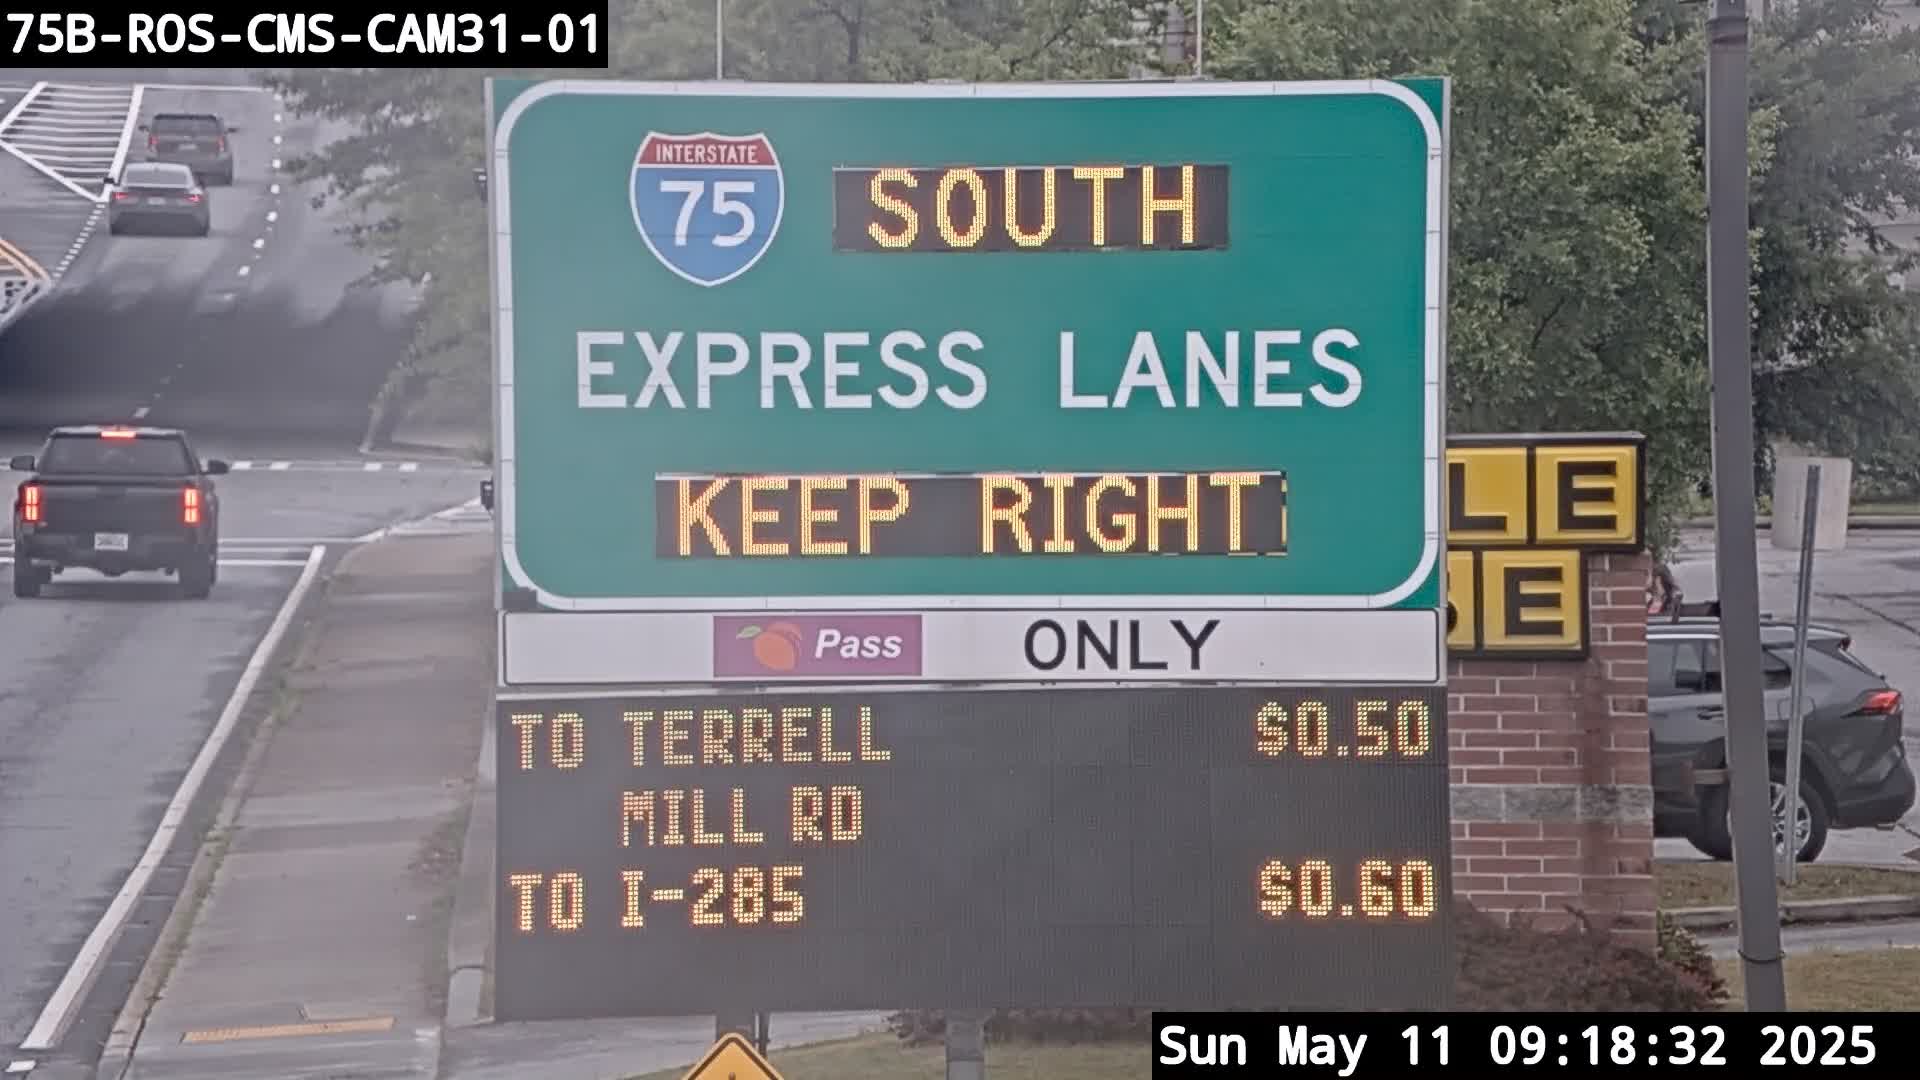 75B-ROS-CMS-CAM31-01
INTERSTATE
75
SOUTH
EXPRESS LANES
KEEP RIGHT
Pass ONLY
TO TERRELL $0.50
MILL RD
TO I-285 $0.60
LE
E
Sun May 11 09:18:32 2025